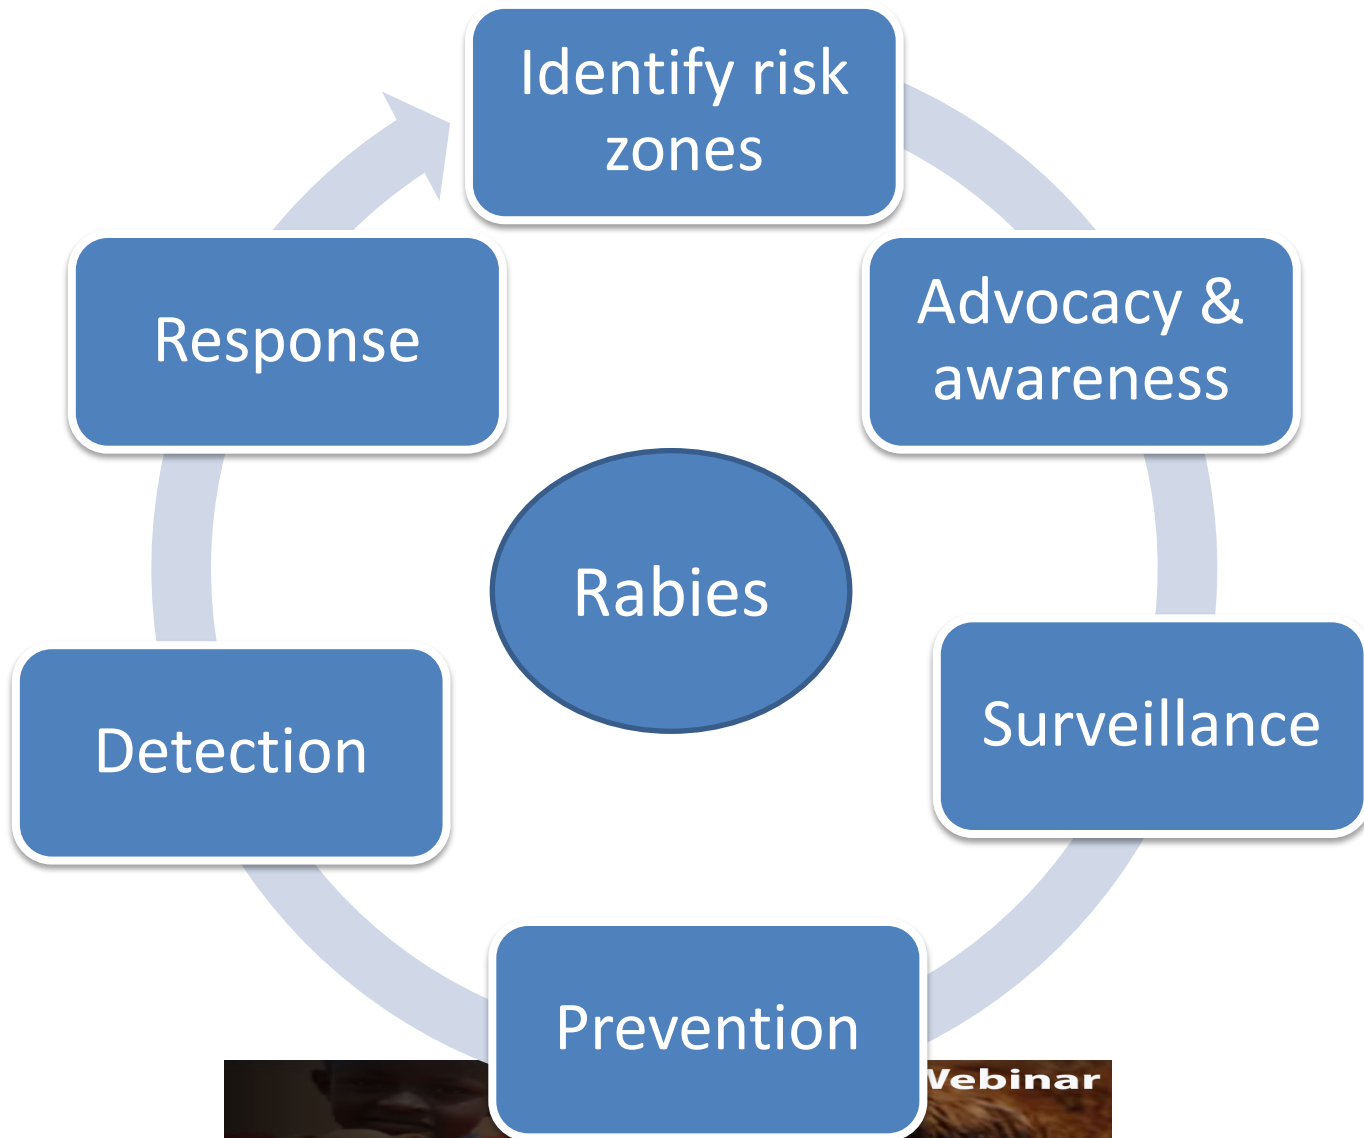 Identify risk
zones
Advocacy &
awareness
Surveillance
Prevention
Detection
Response
Rabies